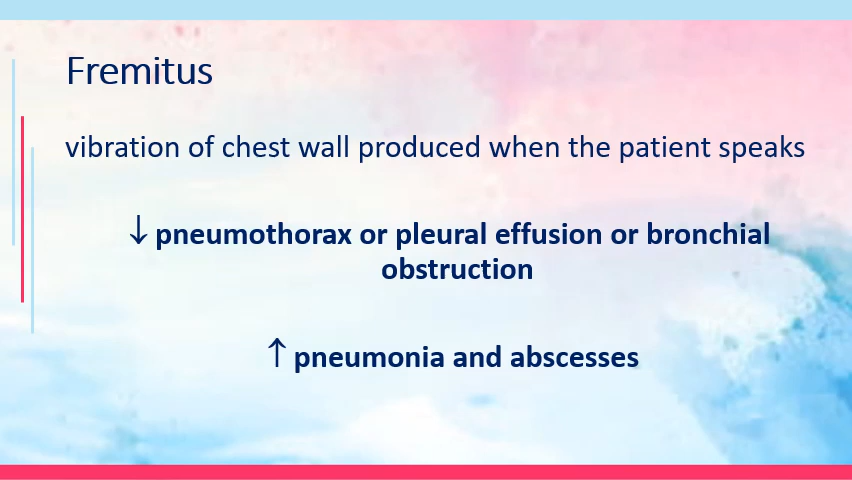 Fremitus
vibration of chest wall produced when the patient speaks
↓ pneumothorax or pleural effusion or bronchial
obstruction
↑ pneumonia and abscesses